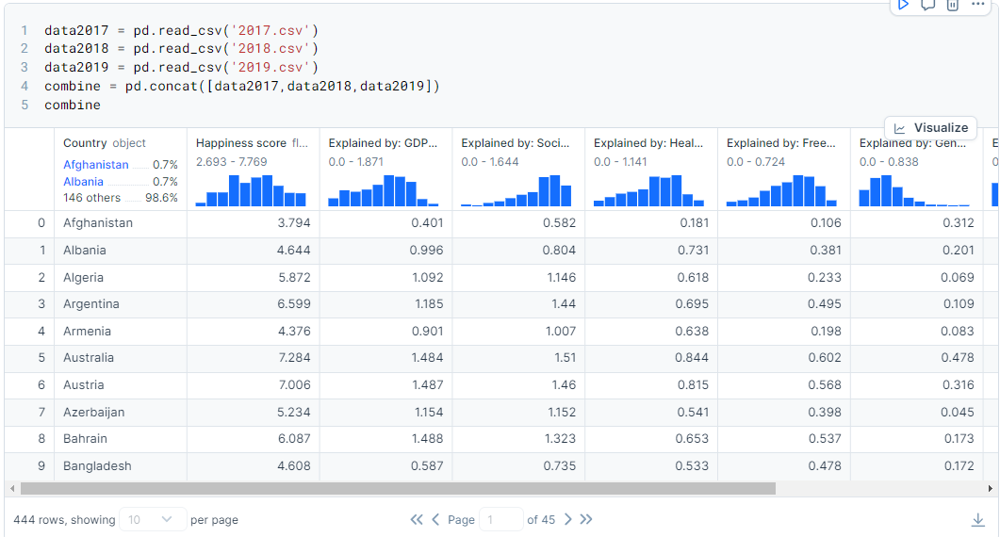 1 data2017 = pd.read_csv('2017.csv')
2 data2018 = pd.read_csv('2018.csv')
3 data2019 = pd.read_csv('2019.csv')
4 combine = pd.concat([data2017,data2018,data2019])
5 combine
Visualize
Country object Happiness score fl... Explained by: GDP... Explained by: Soci... Explained by: Heal... Explained by: Free... Explained by: Gen... E
Afghanistan 0.7% 2.693 - 7.769 0.0 - 1.871 0.0 - 1.644 0.0 - 1.141 0.0 - 0.724 0.0 - 0.838 0
Albania 0.7%
146 others 98.6%
0 Afghanistan 3.794 0.401 0.582 0.181 0.106 0.312
1 Albania 4.644 0.996 0.804 0.731 0.381 0.201
2 Algeria 5.872 1.092 1.146 0.618 0.233 0.069
3 Argentina 6.599 1.185 1.44 0.695 0.495 0.109
4 Armenia 4.376 0.901 1.007 0.638 0.198 0.083
5 Australia 7.284 1.484 1.51 0.844 0.602 0.478
6 Austria 7.006 1.487 1.46 0.815 0.568 0.316
7 Azerbaijan 5.234 1.154 1.152 0.541 0.398 0.045
8 Bahrain 6.087 1.488 1.323 0.653 0.537 0.173
9 Bangladesh 4.608 0.587 0.735 0.533 0.478 0.172
444 rows, showing 10 per page Page 1 of 45